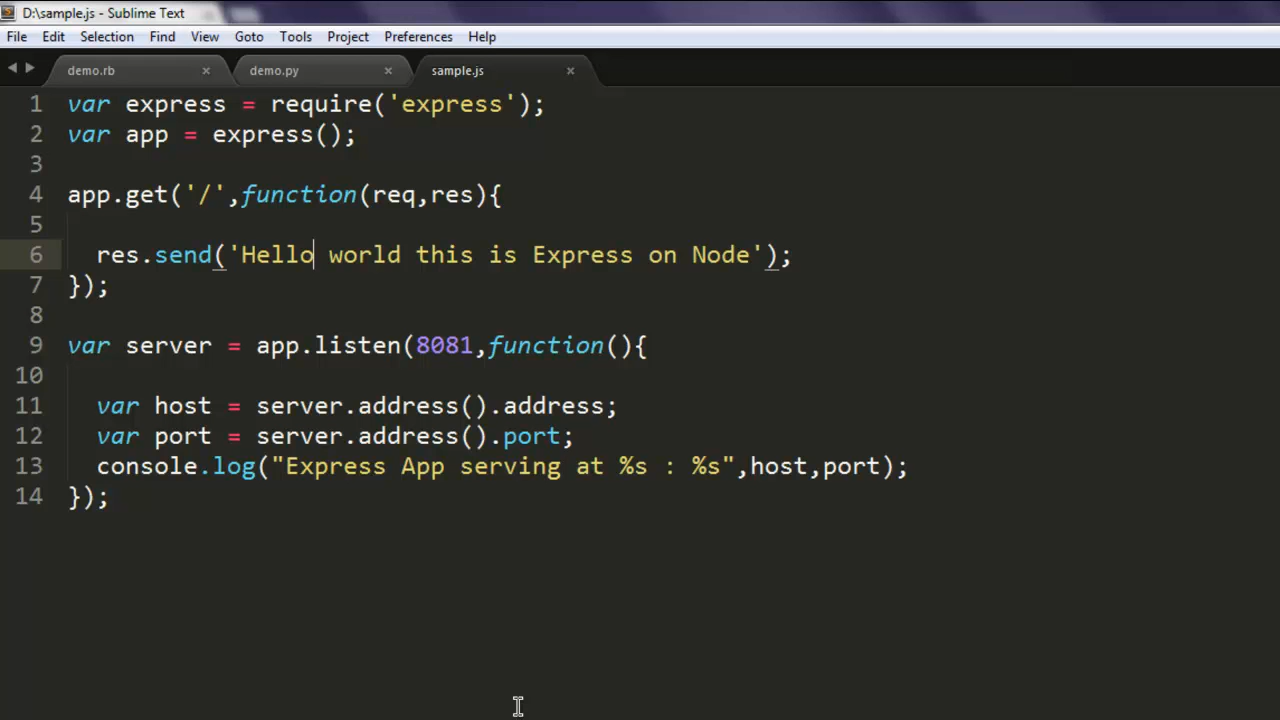 D:\sample.js - Sublime Text
File Edit Selection Find View Goto Tools Project Preferences Help
demo.rb × demo.py × sample.js ×
1 var express = require('express');
2 var app = express();
3
4 app.get('/',function(req,res){
5
6 res.send('Hello world this is Express on Node');
7 });
8
9 var server = app.listen(8081,function(){
10
11 var host = server.address().address;
12 var port = server.address().port;
13 console.log("Express App serving at %s : %s",host,port);
14 });